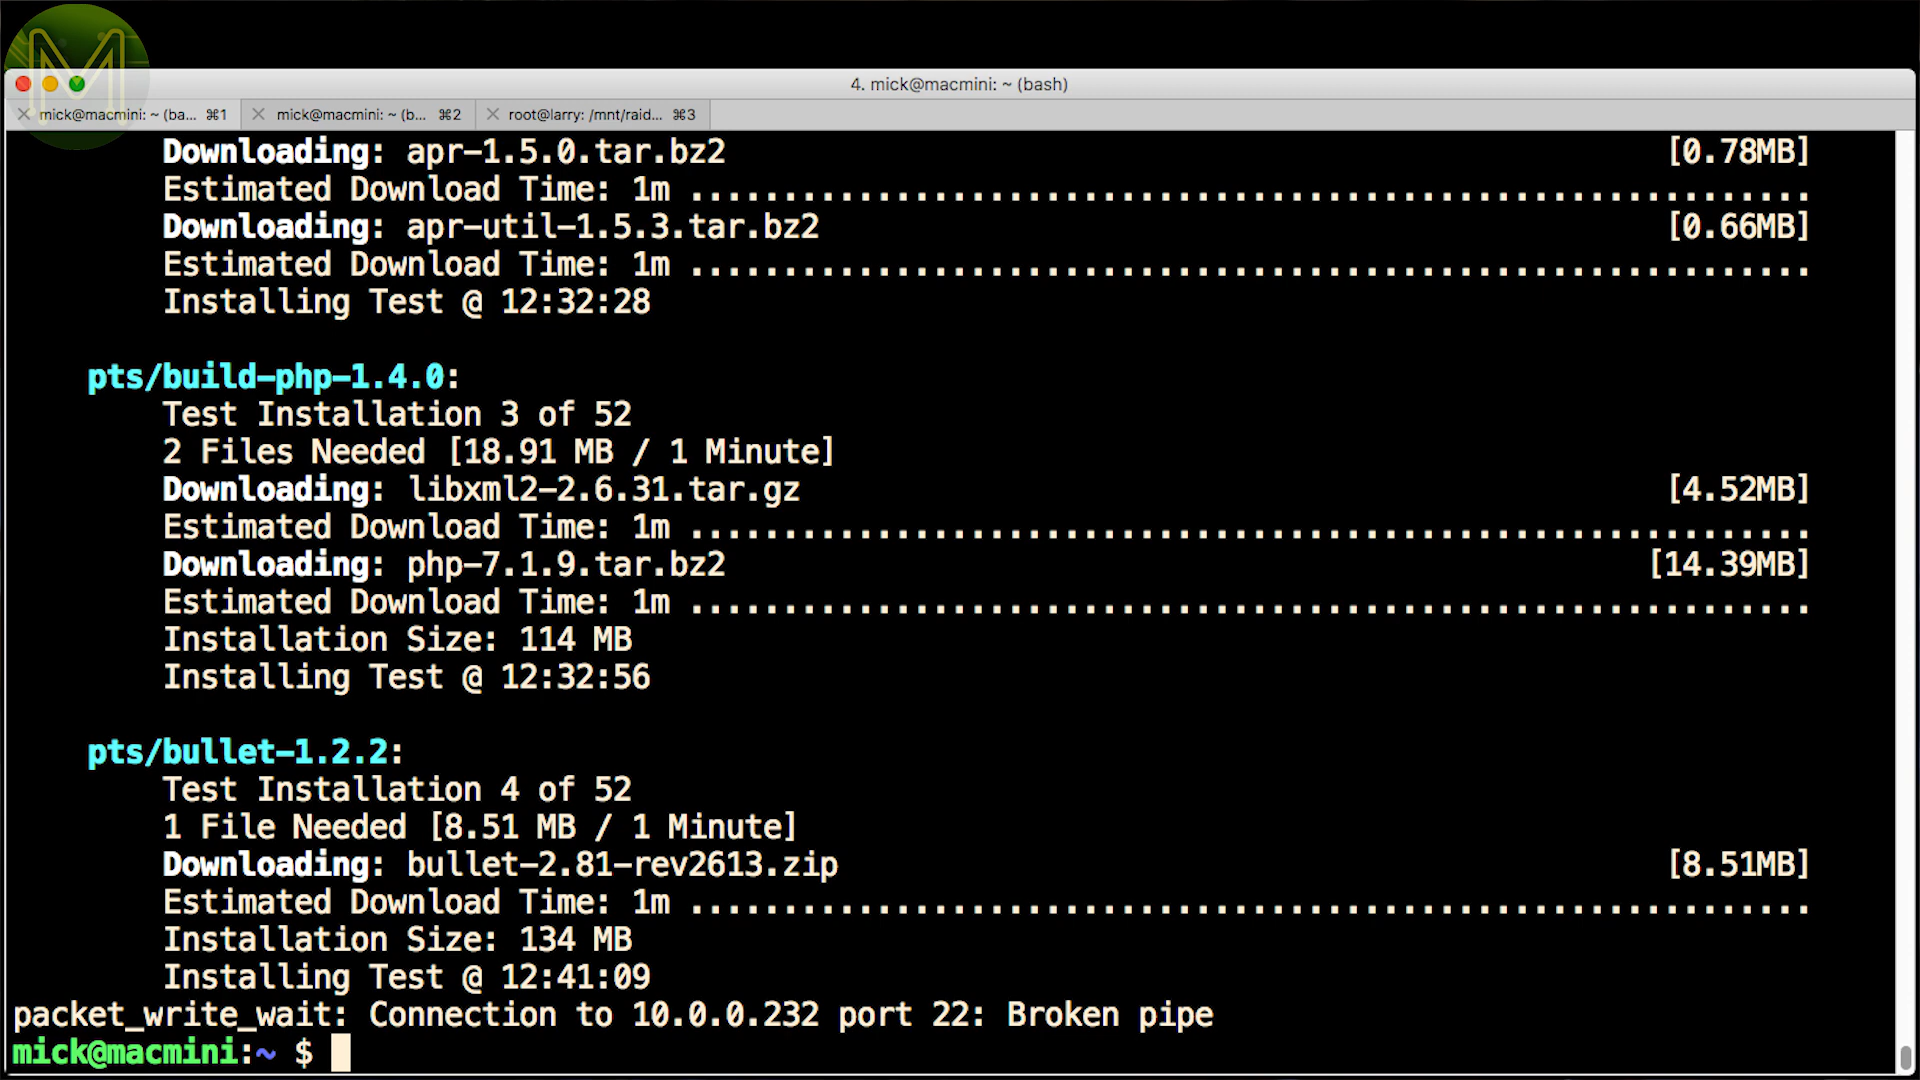 M
4. mick@macmini: ~ (bash)
mick@macmini: ~ (ba... ⌘1
mick@macmini: ~ (b... ⌘2
root@larry: /mnt/raid... ⌘3
Downloading: apr-1.5.0.tar.bz2 [0.78MB]
Estimated Download Time: 1m ............................................................
Downloading: apr-util-1.5.3.tar.bz2 [0.66MB]
Estimated Download Time: 1m ............................................................
Installing Test @ 12:32:28
pts/build-php-1.4.0:
Test Installation 3 of 52
2 Files Needed [18.91 MB / 1 Minute]
Downloading: libxml2-2.6.31.tar.gz [4.52MB]
Estimated Download Time: 1m ............................................................
Downloading: php-7.1.9.tar.bz2 [14.39MB]
Estimated Download Time: 1m ............................................................
Installation Size: 114 MB
Installing Test @ 12:32:56
pts/bullet-1.2.2:
Test Installation 4 of 52
1 File Needed [8.51 MB / 1 Minute]
Downloading: bullet-2.81-rev2613.zip [8.51MB]
Estimated Download Time: 1m ............................................................
Installation Size: 134 MB
Installing Test @ 12:41:09
packet_write_wait: Connection to 10.0.0.232 port 22: Broken pipe
mick@macmini:~ $